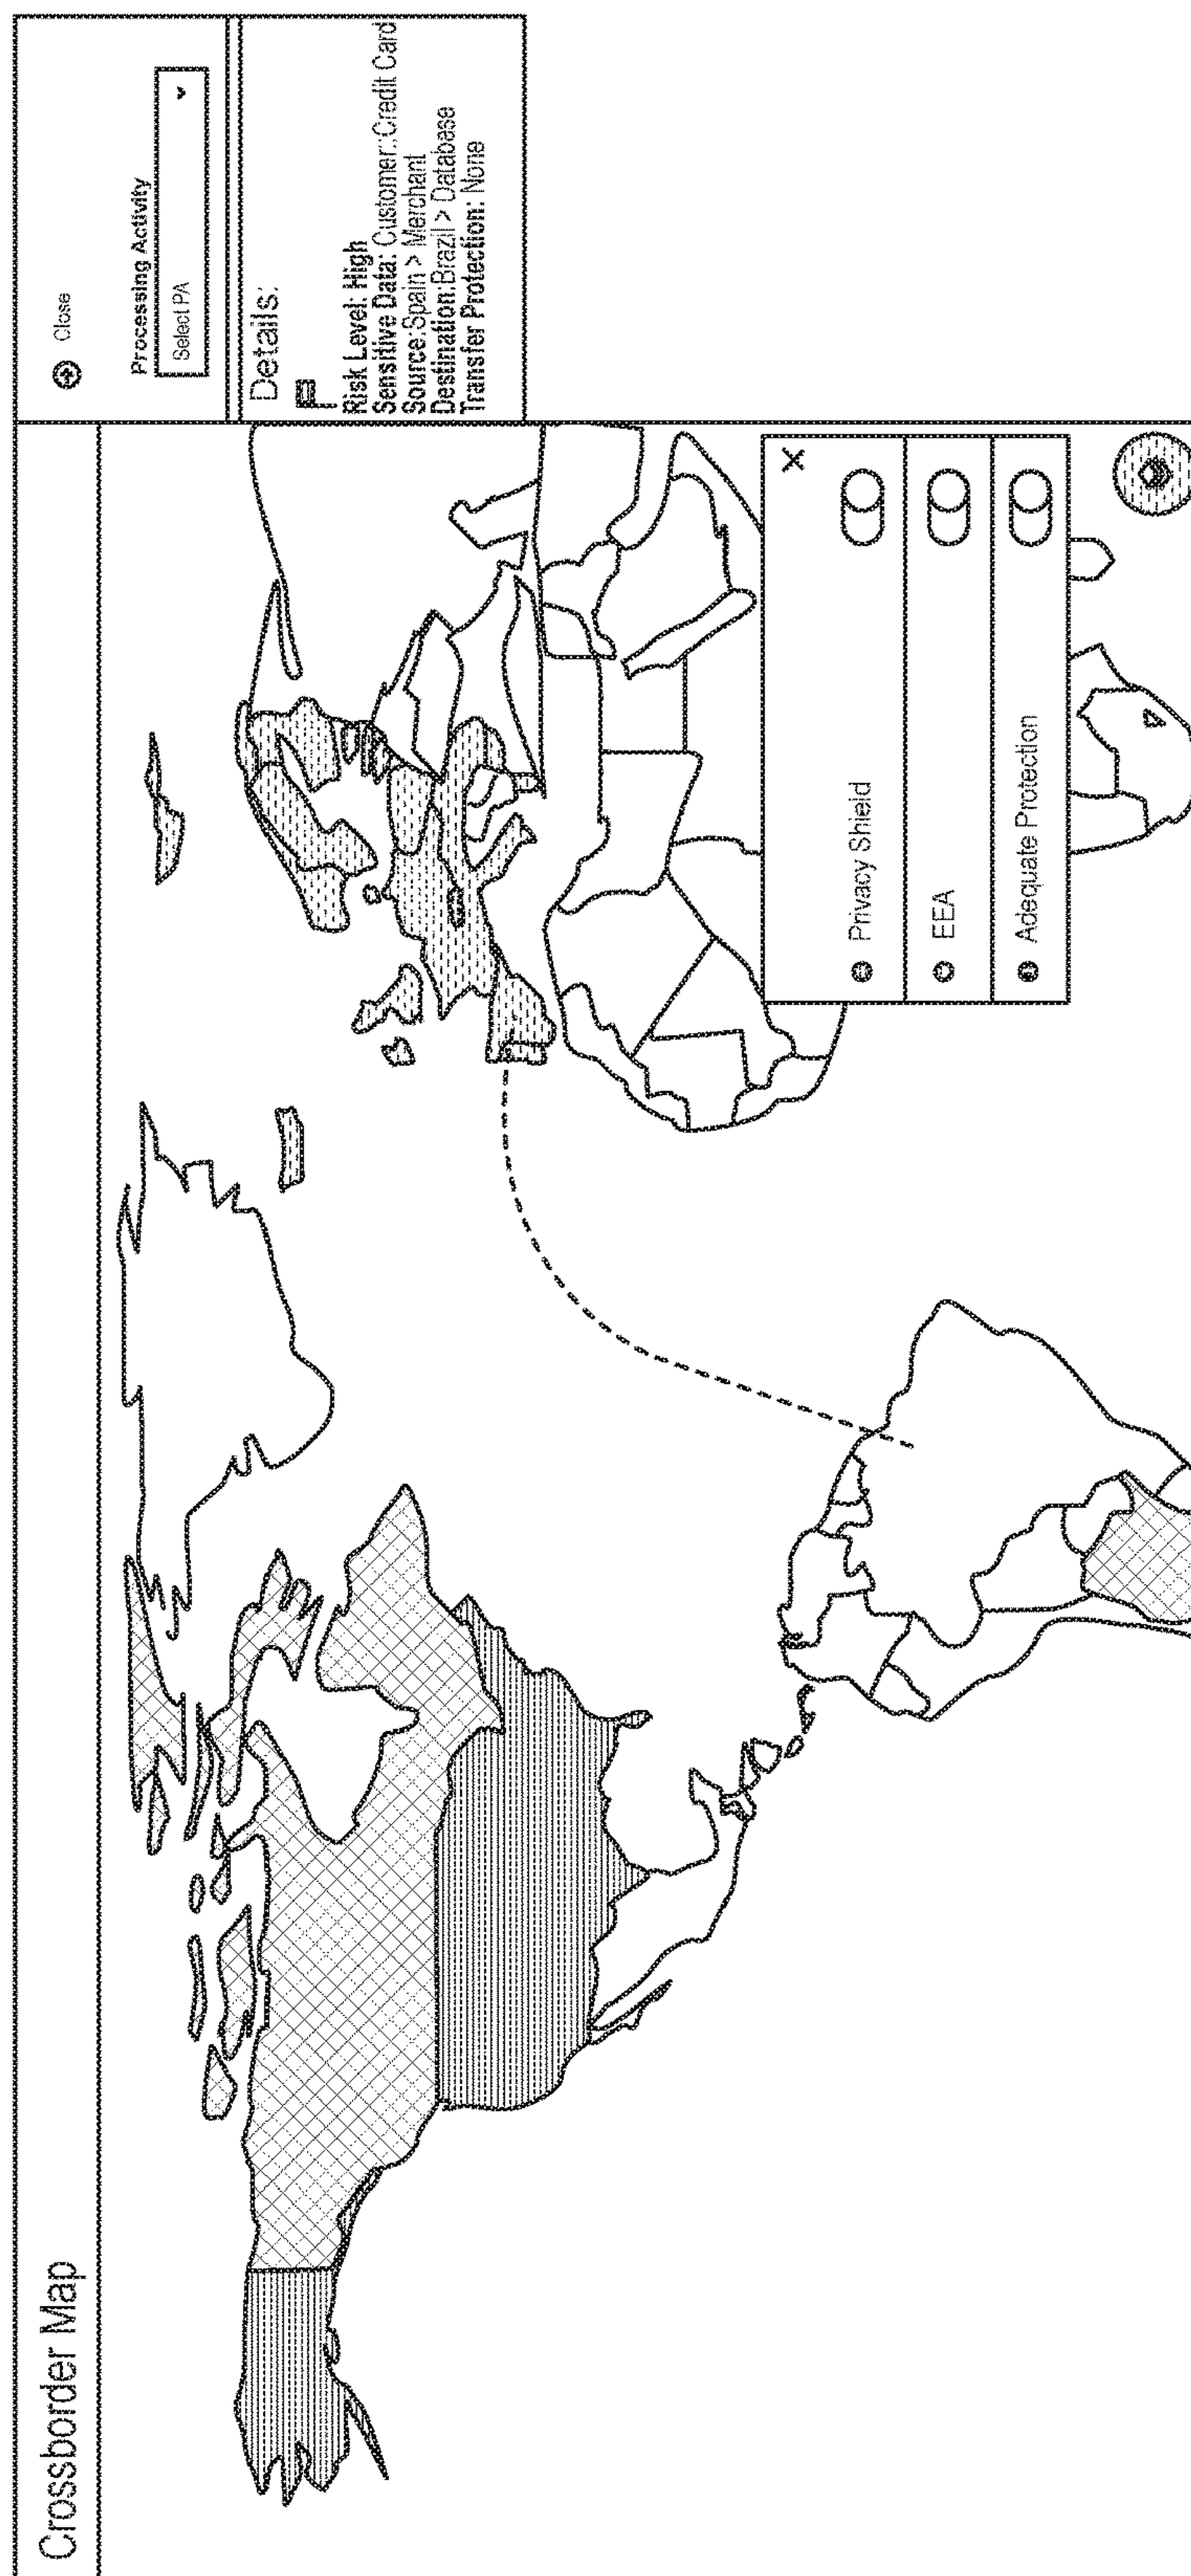 Crossborder Map
Close
Processing Activity
Select PA
Details:
Risk Level: High
Sensitive Data: Customer::Credit Card
Source:Spain > Merchant
Destination:Brazil > Database
Transfer Protection: None
Privacy Shield
EEA
Adequate Protection